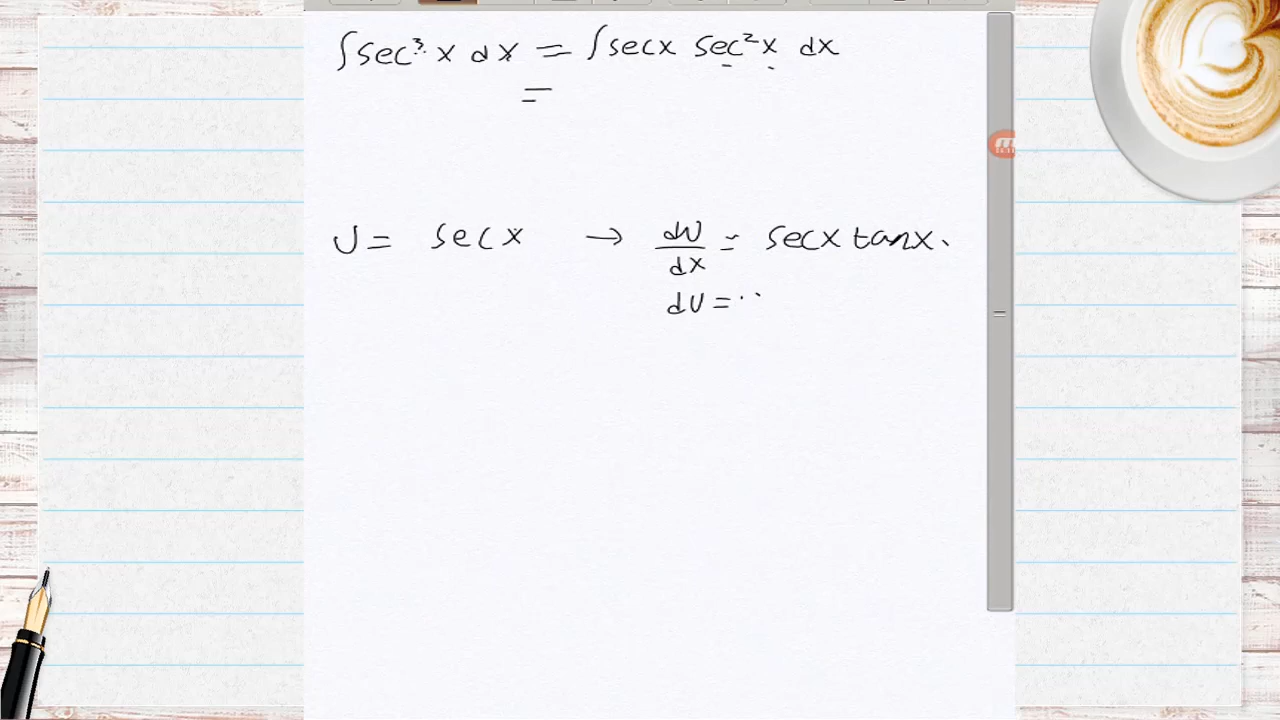 ∫sec³x dx = ∫secx sec²x dx
=
U = secx → dU/dx = secx tanx.
dU = ..